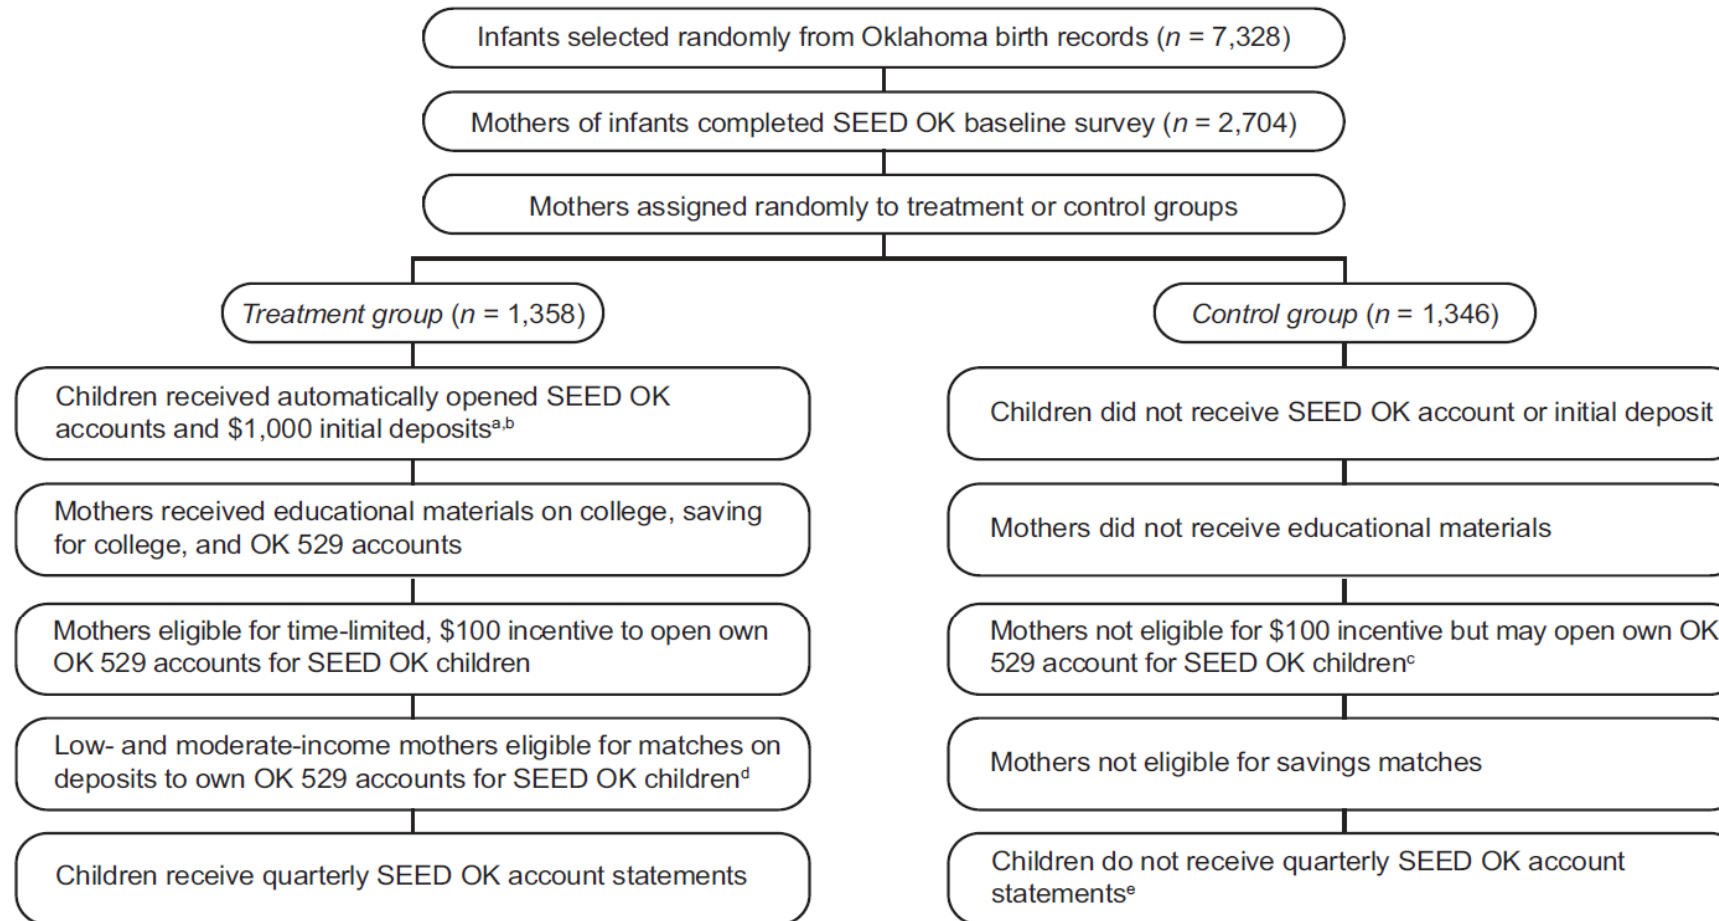 Infants selected randomly from Oklahoma birth records (n = 7,328)
Mothers of infants completed SEED OK baseline survey (n = 2,704)
Mothers assigned randomly to treatment or control groups
Treatment group (n = 1,358)
Control group (n = 1,346)
Children received automatically opened SEED OK
accounts and $1,000 initial depositsᵃ,ᵇ
Children did not receive SEED OK account or initial deposit
Mothers received educational materials on college, saving
for college, and OK 529 accounts
Mothers did not receive educational materials
Mothers eligible for time-limited, $100 incentive to open own
OK 529 accounts for SEED OK children
Mothers not eligible for $100 incentive but may open own OK
529 account for SEED OK childrenᶜ
Low- and moderate-income mothers eligible for matches on
deposits to own OK 529 accounts for SEED OK childrenᵈ
Mothers not eligible for savings matches
Children receive quarterly SEED OK account statements
Children do not receive quarterly SEED OK account
statementsᵉ